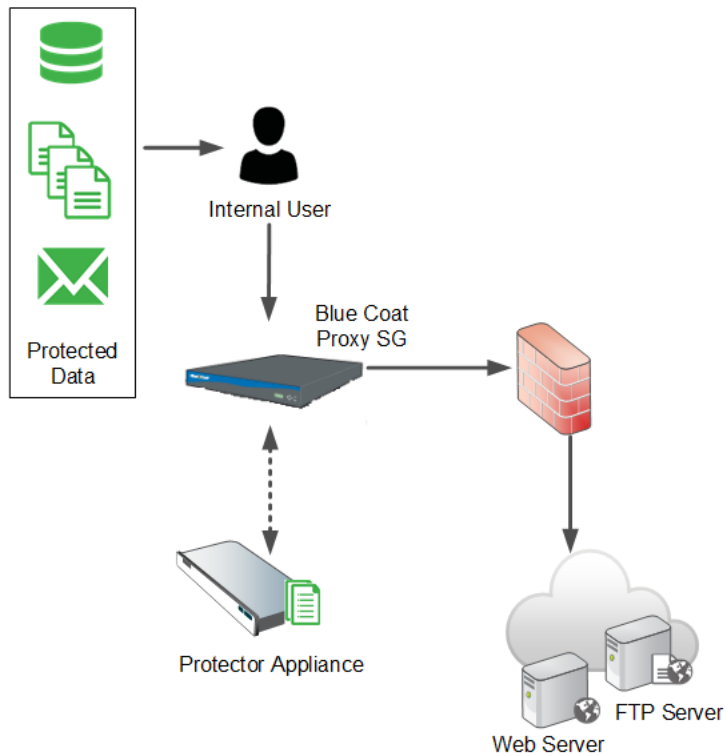 Protected
Data
Internal User
Blue Coat
Proxy SG
Protector Appliance
FTP Server
Web Server